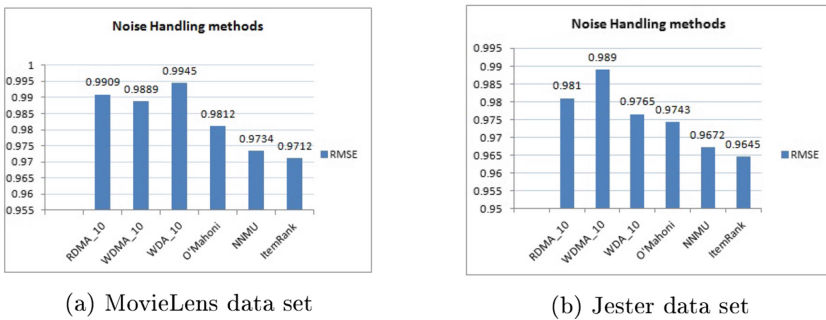 Noise Handling methods
1
0.995
0.99
0.985
0.98
0.975
0.97
0.965
0.96
0.955
0.9909
0.9889
0.9945
0.9812
0.9734
0.9712
RMSE
RDMA_10
WDMA_10
WDA_10
O'Mahoni
NNMU
ItemRank
(a) MovieLens data set
Noise Handling methods
0.995
0.99
0.985
0.98
0.975
0.97
0.965
0.96
0.955
0.95
0.981
0.989
0.9765
0.9743
0.9672
0.9645
RMSE
RDMA_10
WDMA_10
WDA_10
O'Mahoni
NNMU
ItemRank
(b) Jester data set